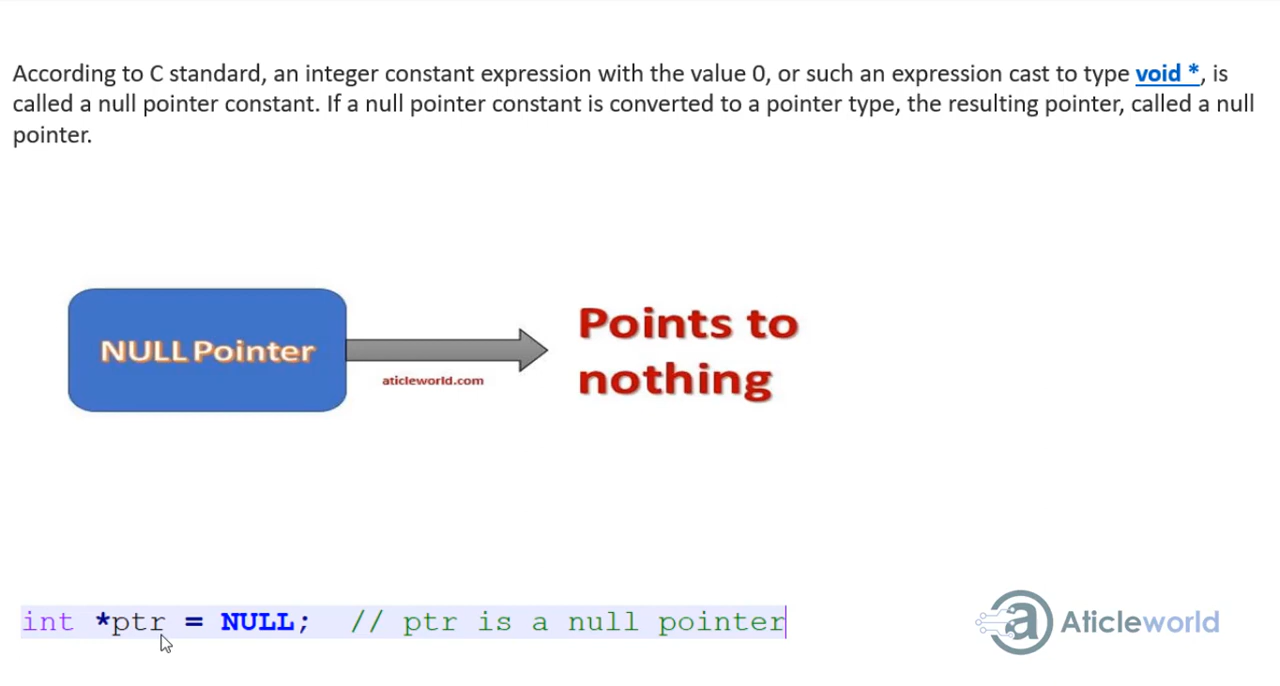 According to C standard, an integer constant expression with the value 0, or such an expression cast to type void *, is
called a null pointer constant. If a null pointer constant is converted to a pointer type, the resulting pointer, called a null
pointer.
NULL Pointer
aticleworld.com
Points to
nothing
int *ptr = NULL;  // ptr is a null pointer
a Aticleworld